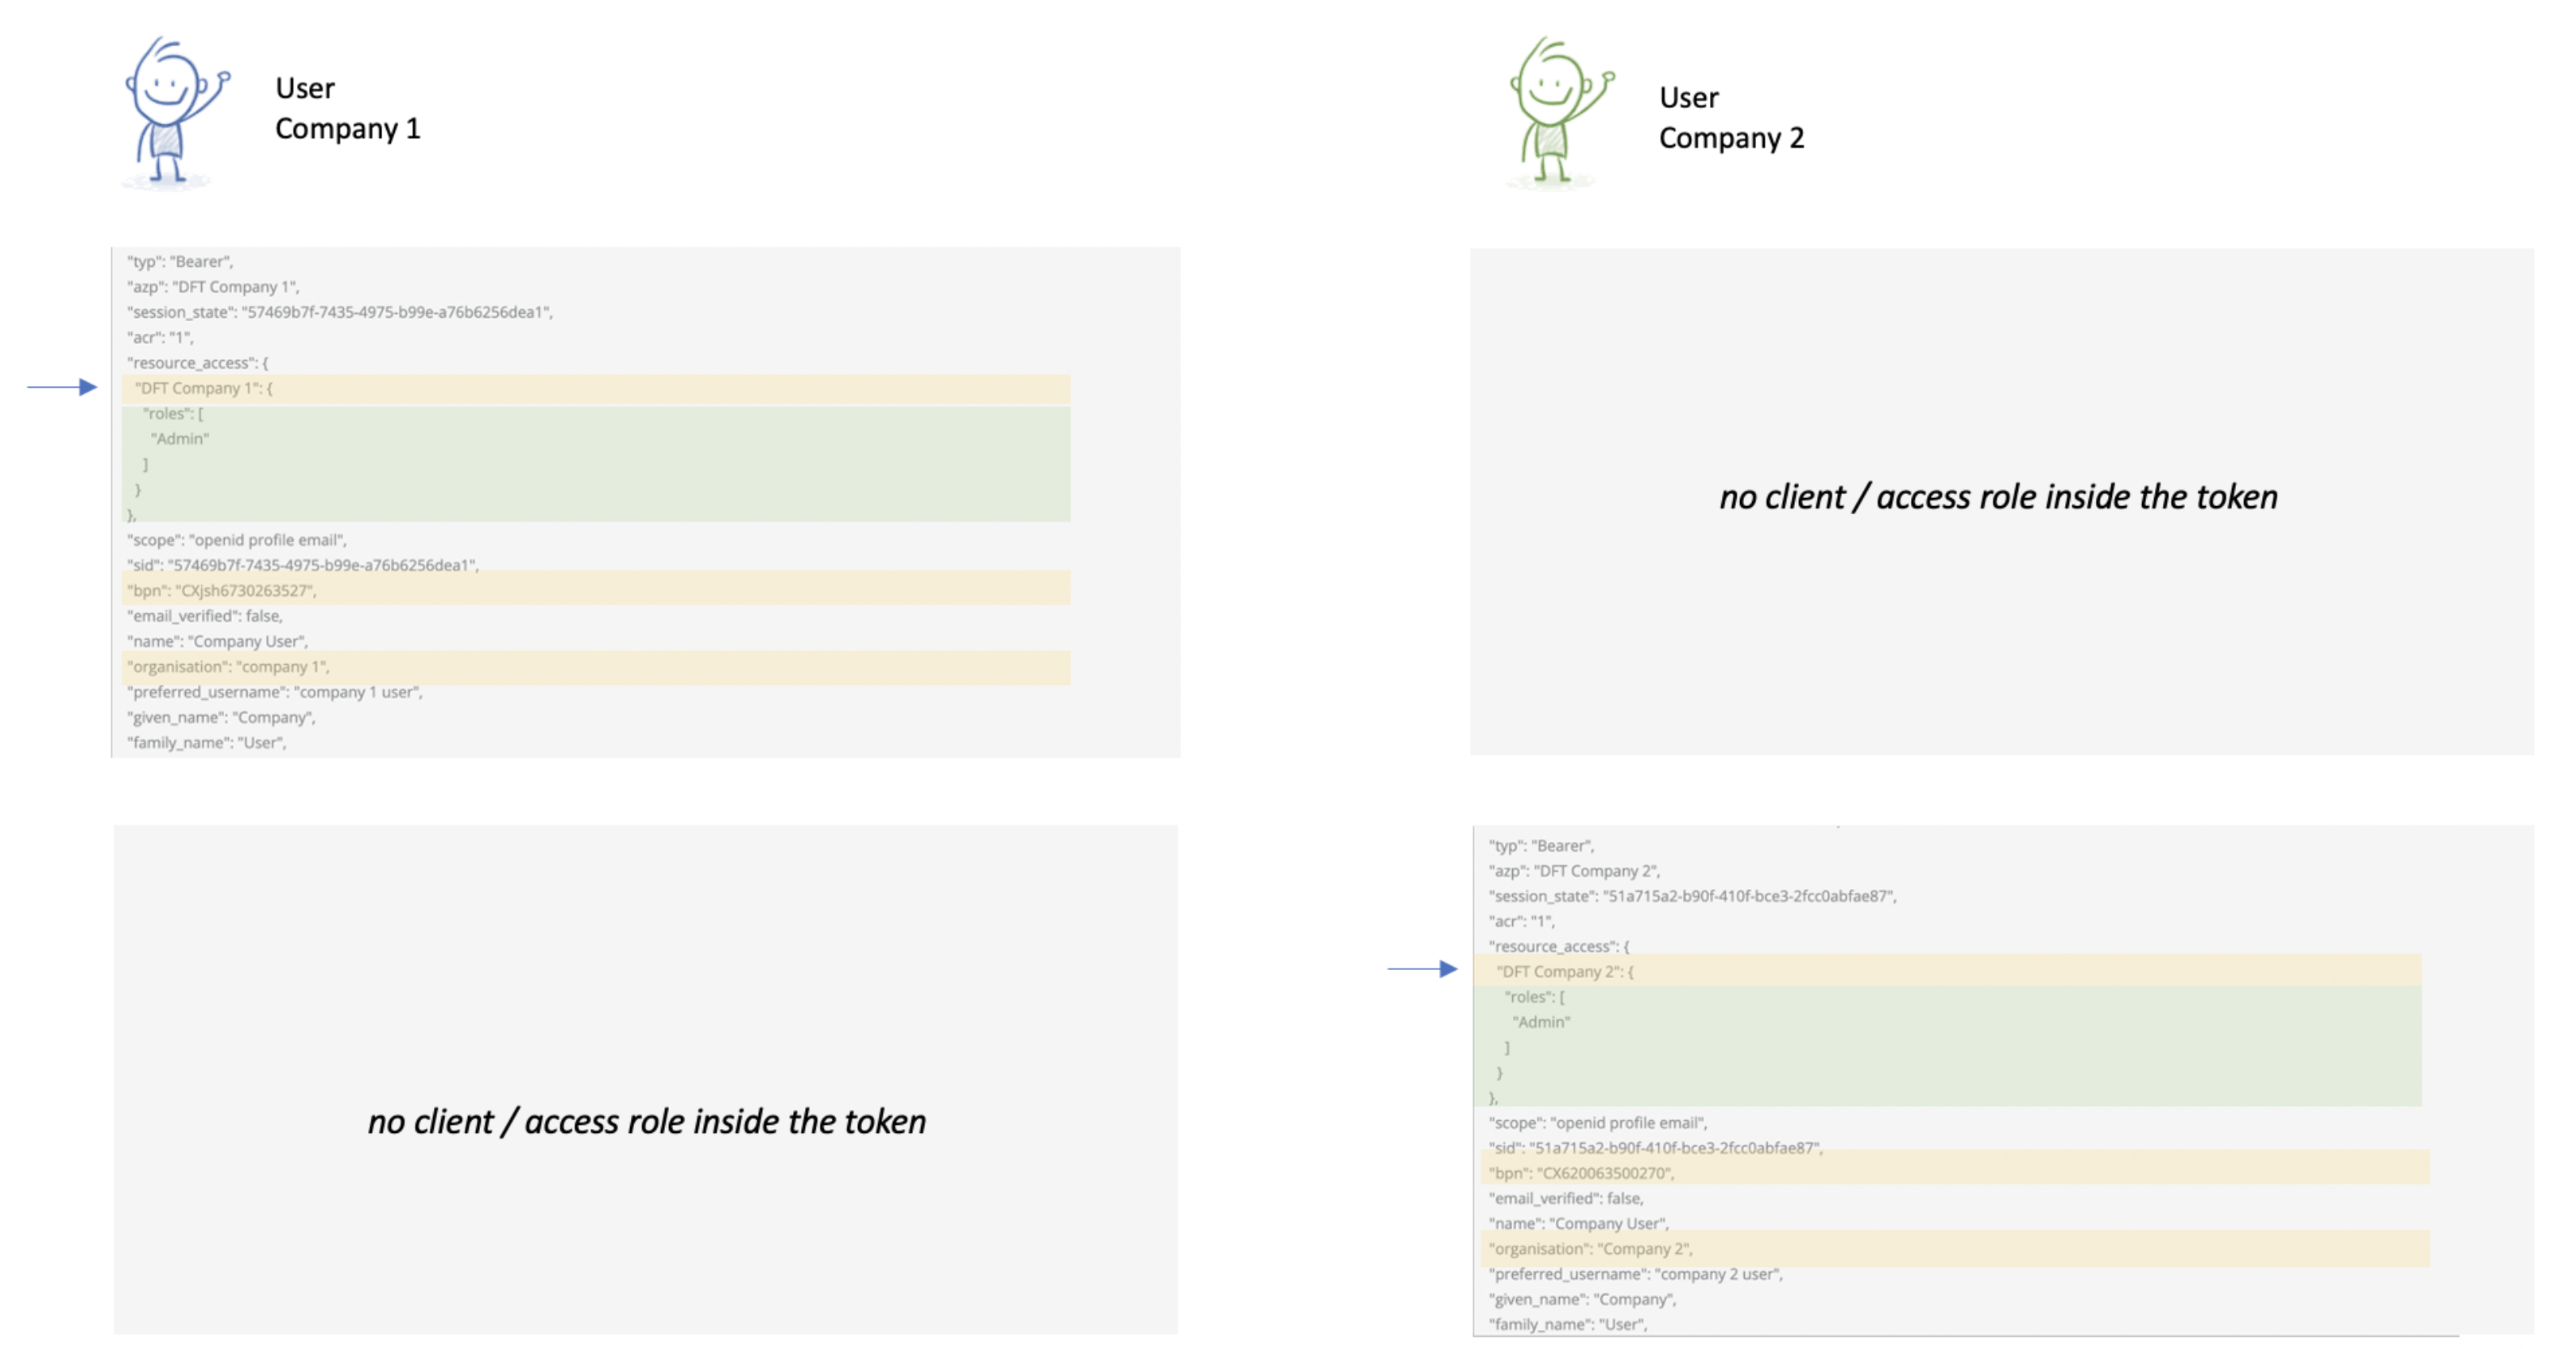 User
Company 1
User
Company 2
"typ": "Bearer",
"azp": "DFT Company 1",
"session_state": "57469b7f-7435-4975-b99e-a76b6256dea1",
"acr": "1",
"resource_access": {
"DFT Company 1": {
"roles": [
"Admin"
]
}
},
"scope": "openid profile email",
"sid": "57469b7f-7435-4975-b99e-a76b6256dea1",
"bpn": "CXjsh6730263527",
"email_verified": false,
"name": "Company User",
"organisation": "company 1",
"preferred_username": "company 1 user",
"given_name": "Company",
"family_name": "User",
no client / access role inside the token
no client / access role inside the token
"typ": "Bearer",
"azp": "DFT Company 2",
"session_state": "51a715a2-b90f-410f-bce3-2fcc0abfae87",
"acr": "1",
"resource_access": {
"DFT Company 2": {
"roles": [
"Admin"
]
}
},
"scope": "openid profile email",
"sid": "51a715a2-b90f-410f-bce3-2fcc0abfae87",
"bpn": "CX620063500270",
"email_verified": false,
"name": "Company User",
"organisation": "Company 2",
"preferred_username": "company 2 user",
"given_name": "Company",
"family_name": "User",